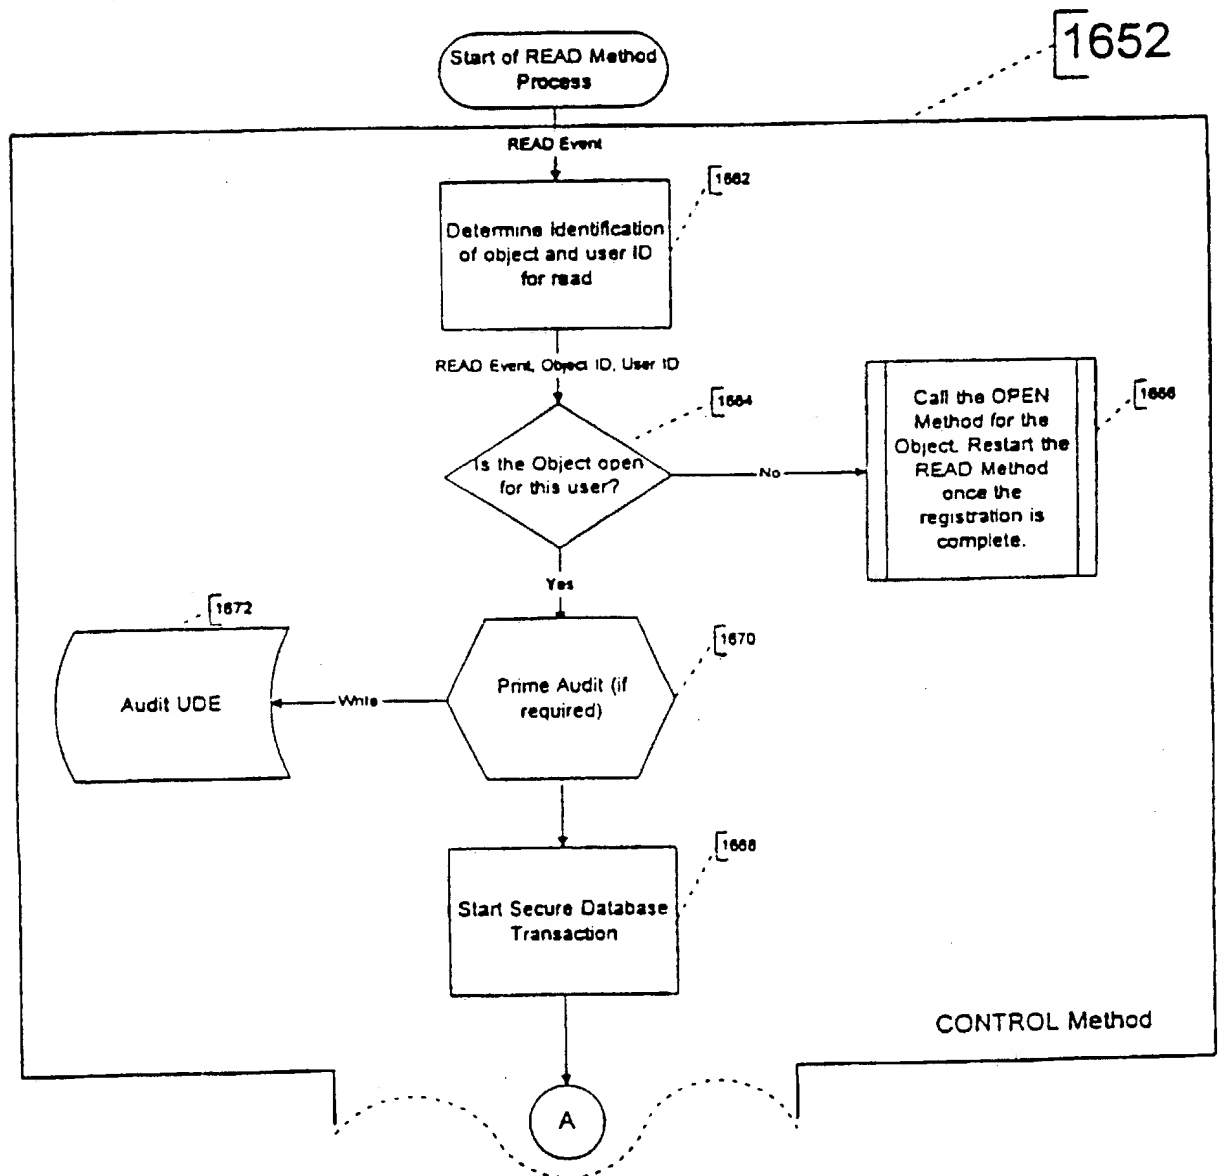 1652
Start of READ Method
Process
READ Event
1662
Determine identification
of object and user ID
for read
READ Event, Object ID, User ID
1664
Is the Object open
for this user?
No
Call the OPEN
Method for the
Object. Restart the
READ Method
once the
registration is
complete.
1666
Yes
1672
Audit UDE
Write
Prime Audit (if
required)
1670
1668
Start Secure Database
Transaction
CONTROL Method
A